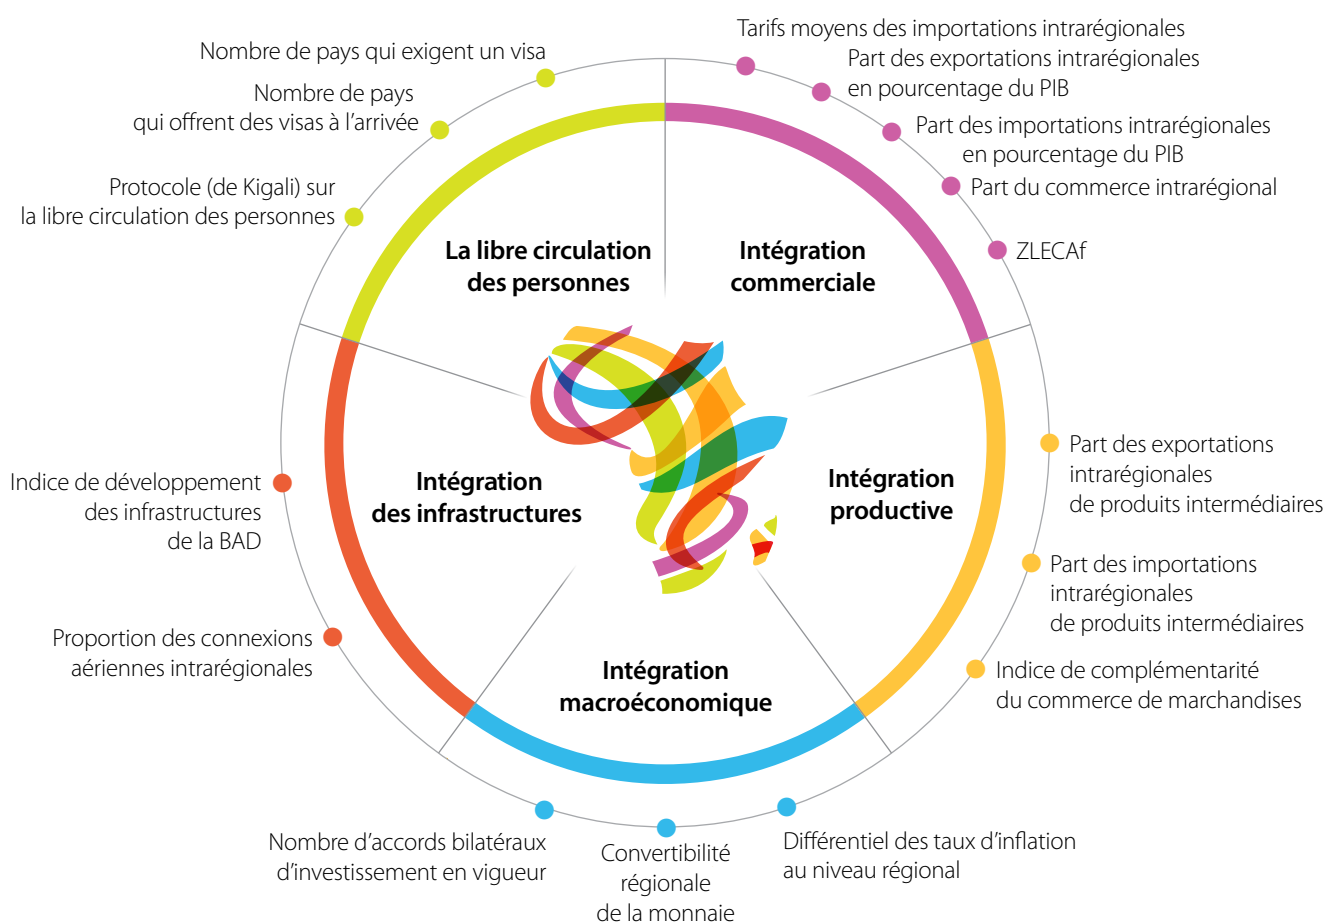 Tarifs moyens des importations intrarégionales
Part des exportations intrarégionales
en pourcentage du PIB
Part des importations intrarégionales
en pourcentage du PIB
Part du commerce intrarégional
ZLECAf
Nombre de pays qui exigent un visa
Nombre de pays
qui offrent des visas à l’arrivée
Protocole (de Kigali) sur
la libre circulation des personnes
La libre circulation
des personnes
Intégration
commerciale
Intégration
des infrastructures
Intégration
productive
Intégration
macroéconomique
Indice de développement
des infrastructures
de la BAD
Proportion des connexions
aériennes intrarégionales
Part des exportations
intrarégionales
de produits intermédiaires
Part des importations
intrarégionales
de produits intermédiaires
Indice de complémentarité
du commerce de marchandises
Nombre d’accords bilatéraux
d’investissement en vigueur
Convertibilité
régionale
de la monnaie
Différentiel des taux d’inflation
au niveau régional